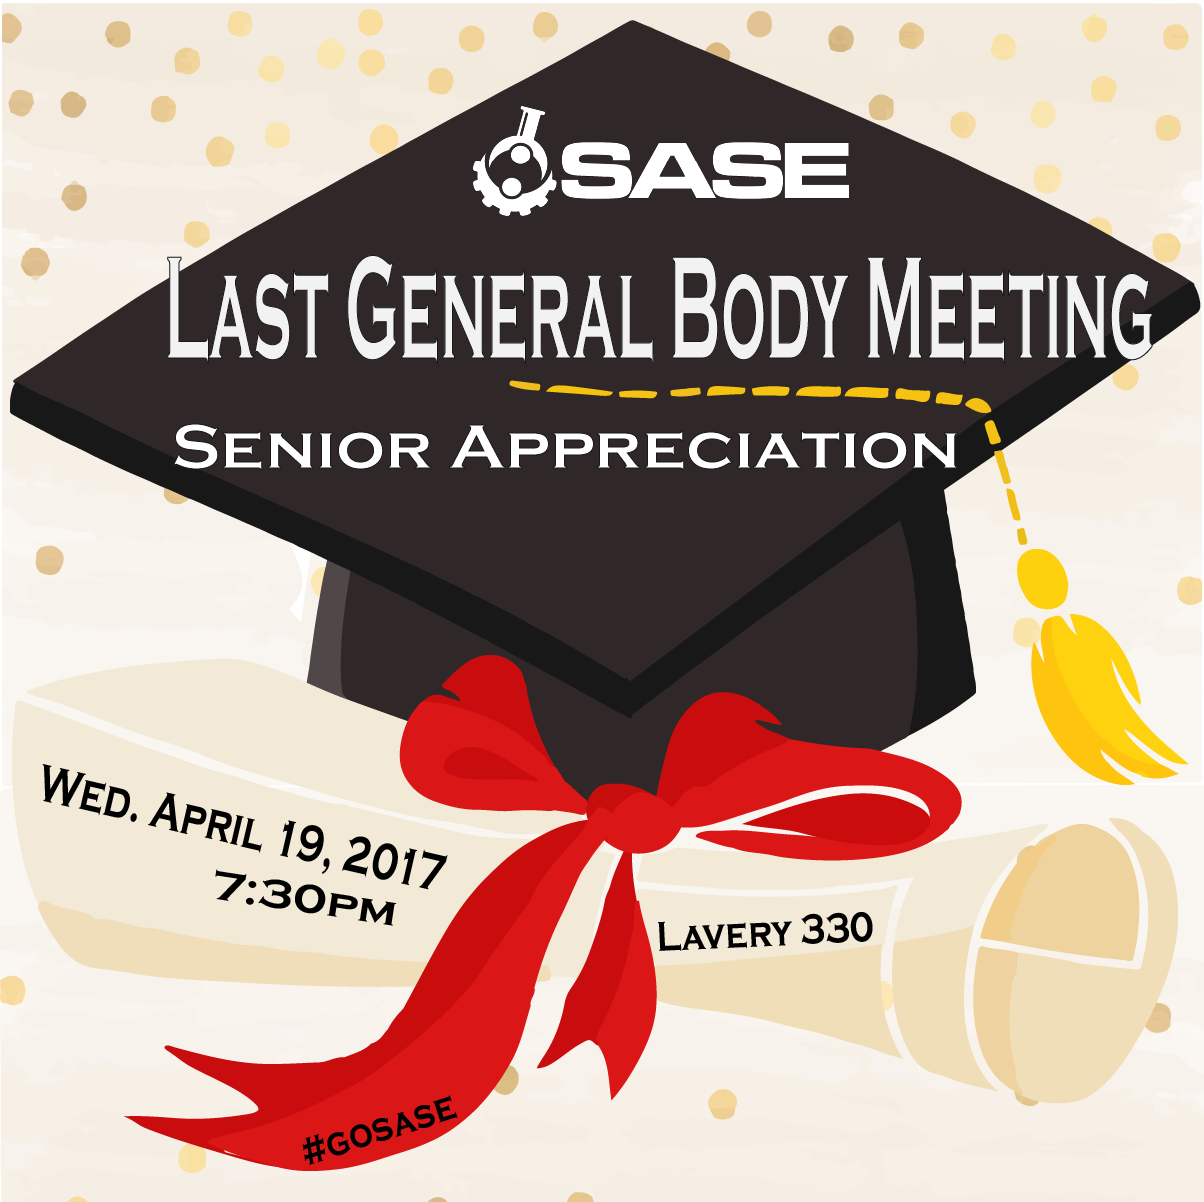 SASE
LAST GENERAL BODY MEETING
SENIOR APPRECIATION
WED. APRIL 19, 2017
7:30PM
LAVERY 330
#GOSASE